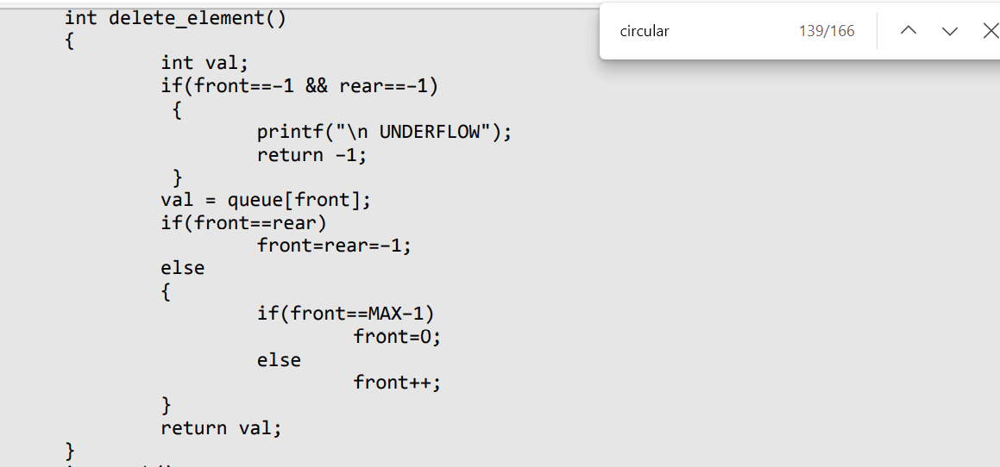 int delete_element()
circular 139/166
{
int val;
if(front==-1 && rear==-1)
{
printf("\n UNDERFLOW");
return -1;
}
val = queue[front];
if(front==rear)
front=rear=-1;
else
{
if(front==MAX-1)
front=0;
else
front++;
}
return val;
}